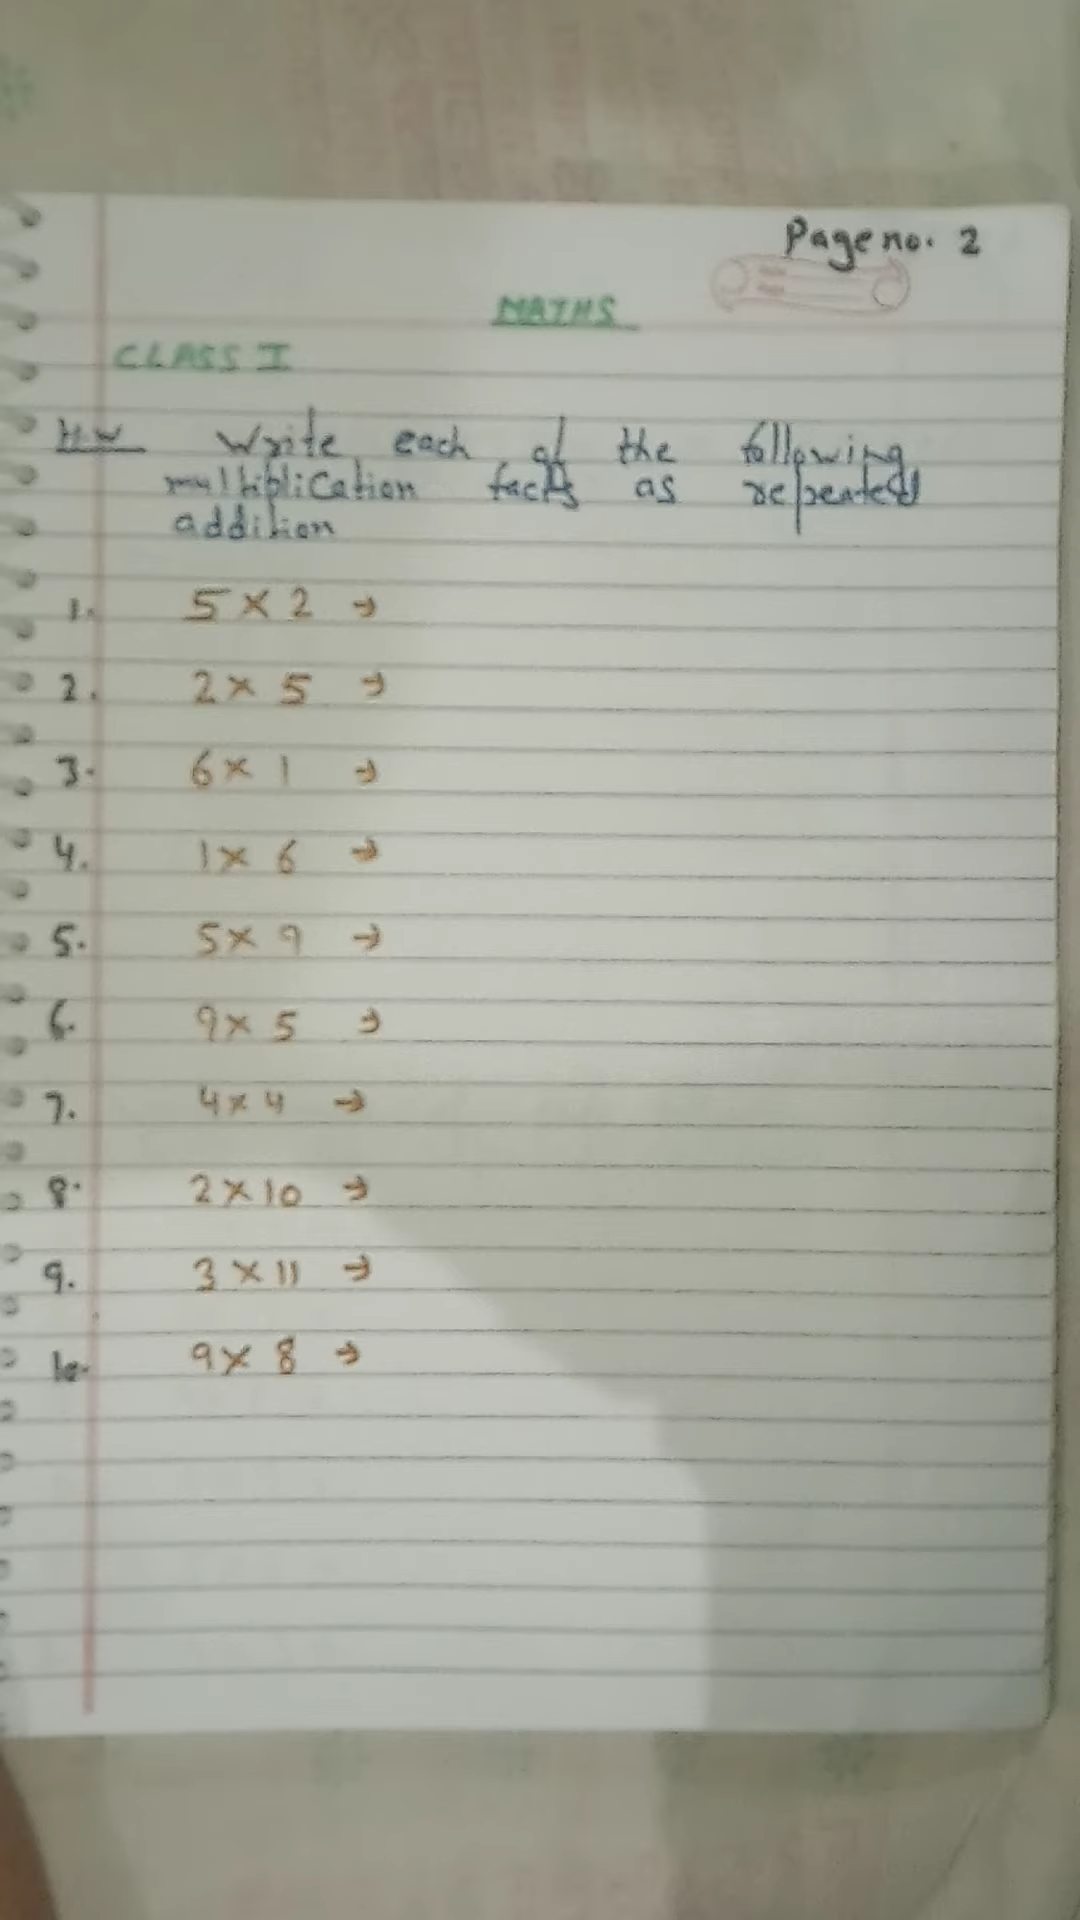 Page no. 2
MATHS
CLASS I
H.W Write each of the following
multiplication facts as repeated
addition
1. 5 × 2 →
2. 2 × 5 →
3. 6 × 1 →
4. 1 × 6 →
5. 5 × 9 →
6. 9 × 5 →
7. 4 × 4 →
8. 2 × 10 →
9. 3 × 11 →
10. 9 × 8 →